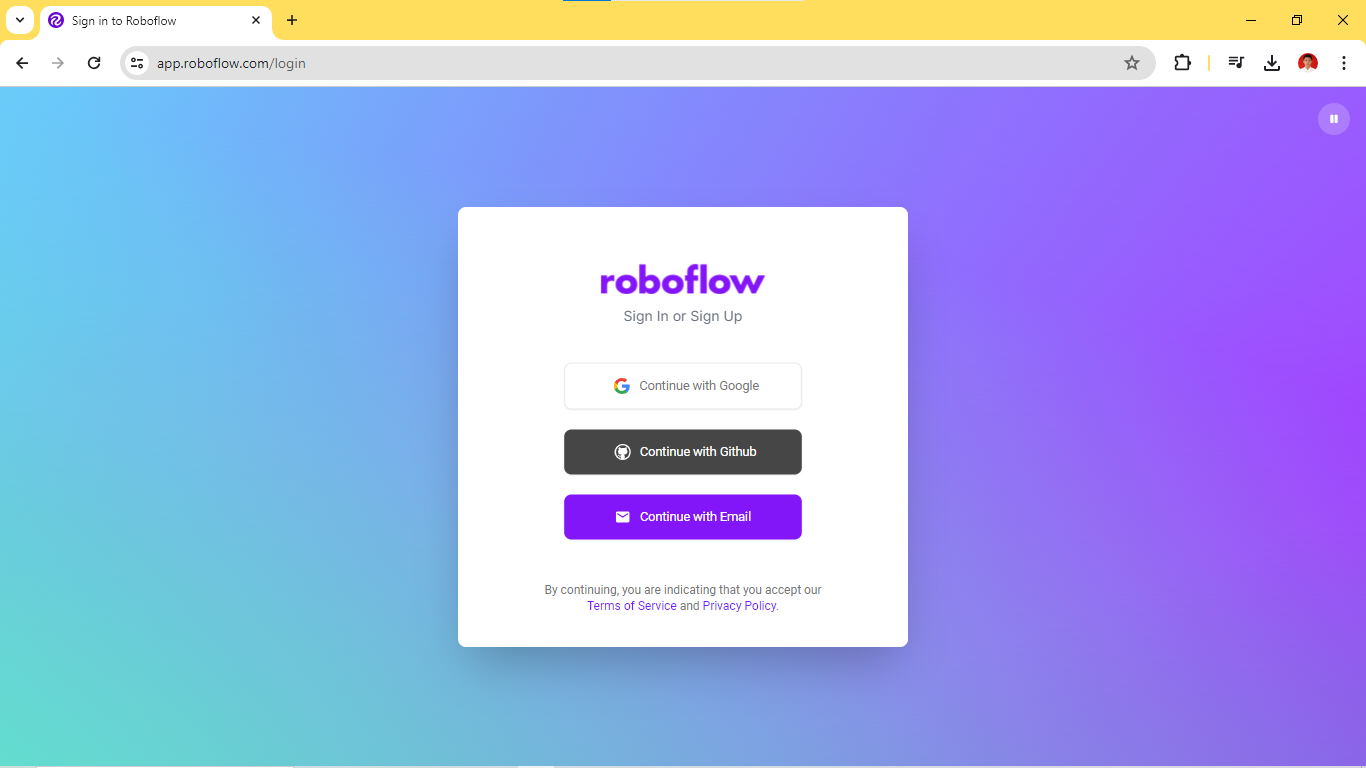 Sign in to Roboflow
app.roboflow.com/login
roboflow
Sign In or Sign Up
Continue with Google
Continue with Github
Continue with Email
By continuing, you are indicating that you accept our
Terms of Service and Privacy Policy.